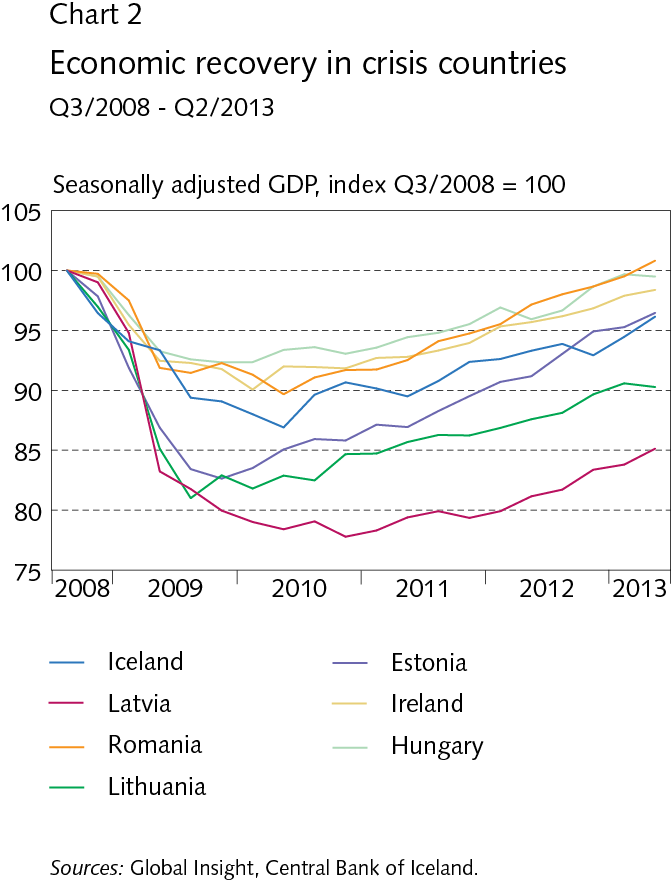 Chart 2
Economic recovery in crisis countries
Q3/2008 - Q2/2013
Seasonally adjusted GDP, index Q3/2008 = 100
105
100
95
90
85
80
75
2008 2009 2010 2011 2012 2013
Iceland Estonia
Latvia Ireland
Romania Hungary
Lithuania
Sources: Global Insight, Central Bank of Iceland.